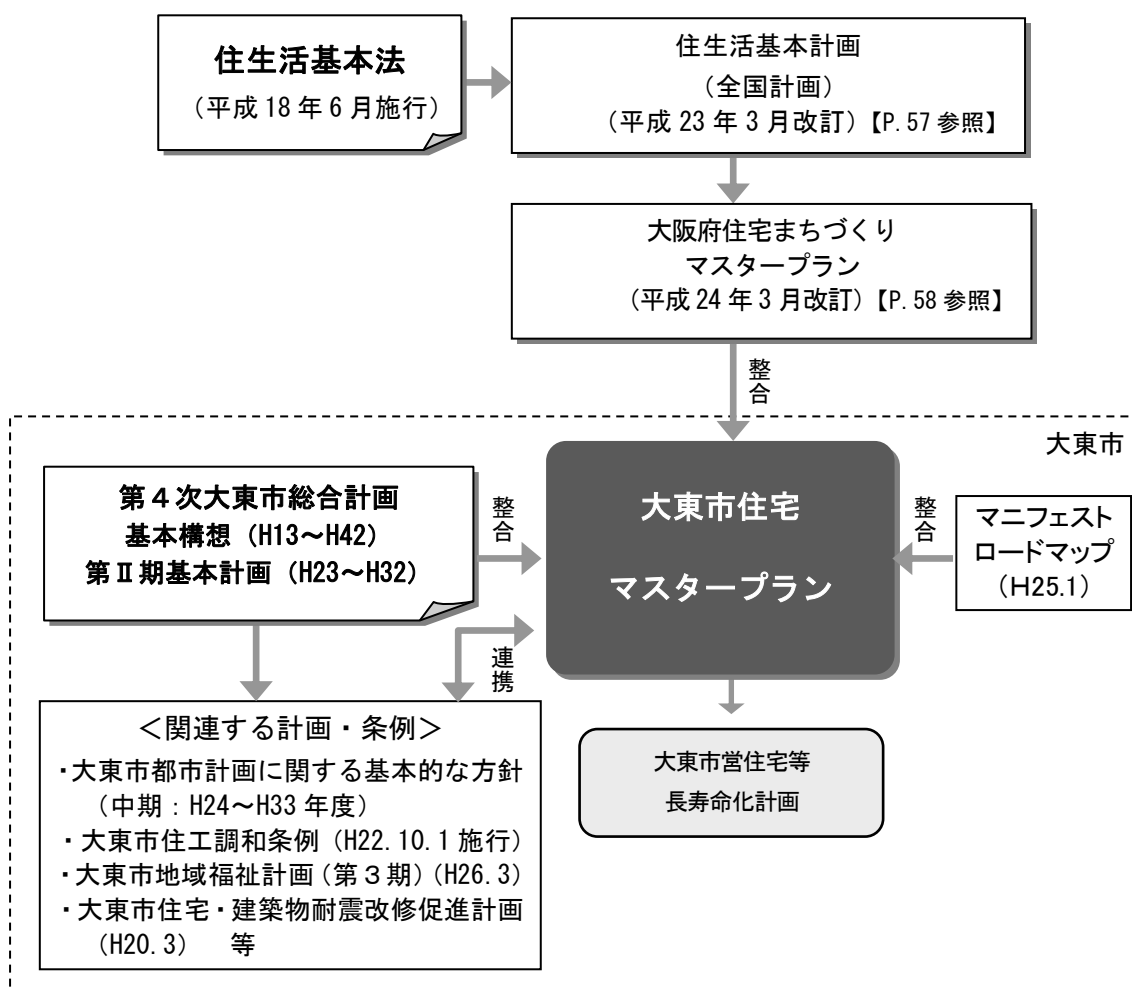 住生活基本法
（平成18年6月施行）
住生活基本計画
（全国計画）
（平成23年3月改訂）【P.57参照】
大阪府住宅まちづくり
マスタープラン
（平成24年3月改訂）【P.58参照】
整合
大東市
第４次大東市総合計画
基本構想（H13～H42）
第Ⅱ期基本計画（H23～H32）
整合
大東市住宅
マスタープラン
整合
マニフェスト
ロードマップ
（H25.1）
連携
＜関連する計画・条例＞
・大東市都市計画に関する基本的な方針
（中期：H24～H33年度）
・大東市住工調和条例（H22.10.1施行）
・大東市地域福祉計画（第３期）（H26.3）
・大東市住宅・建築物耐震改修促進計画
（H20.3）　等
大東市営住宅等
長寿命化計画